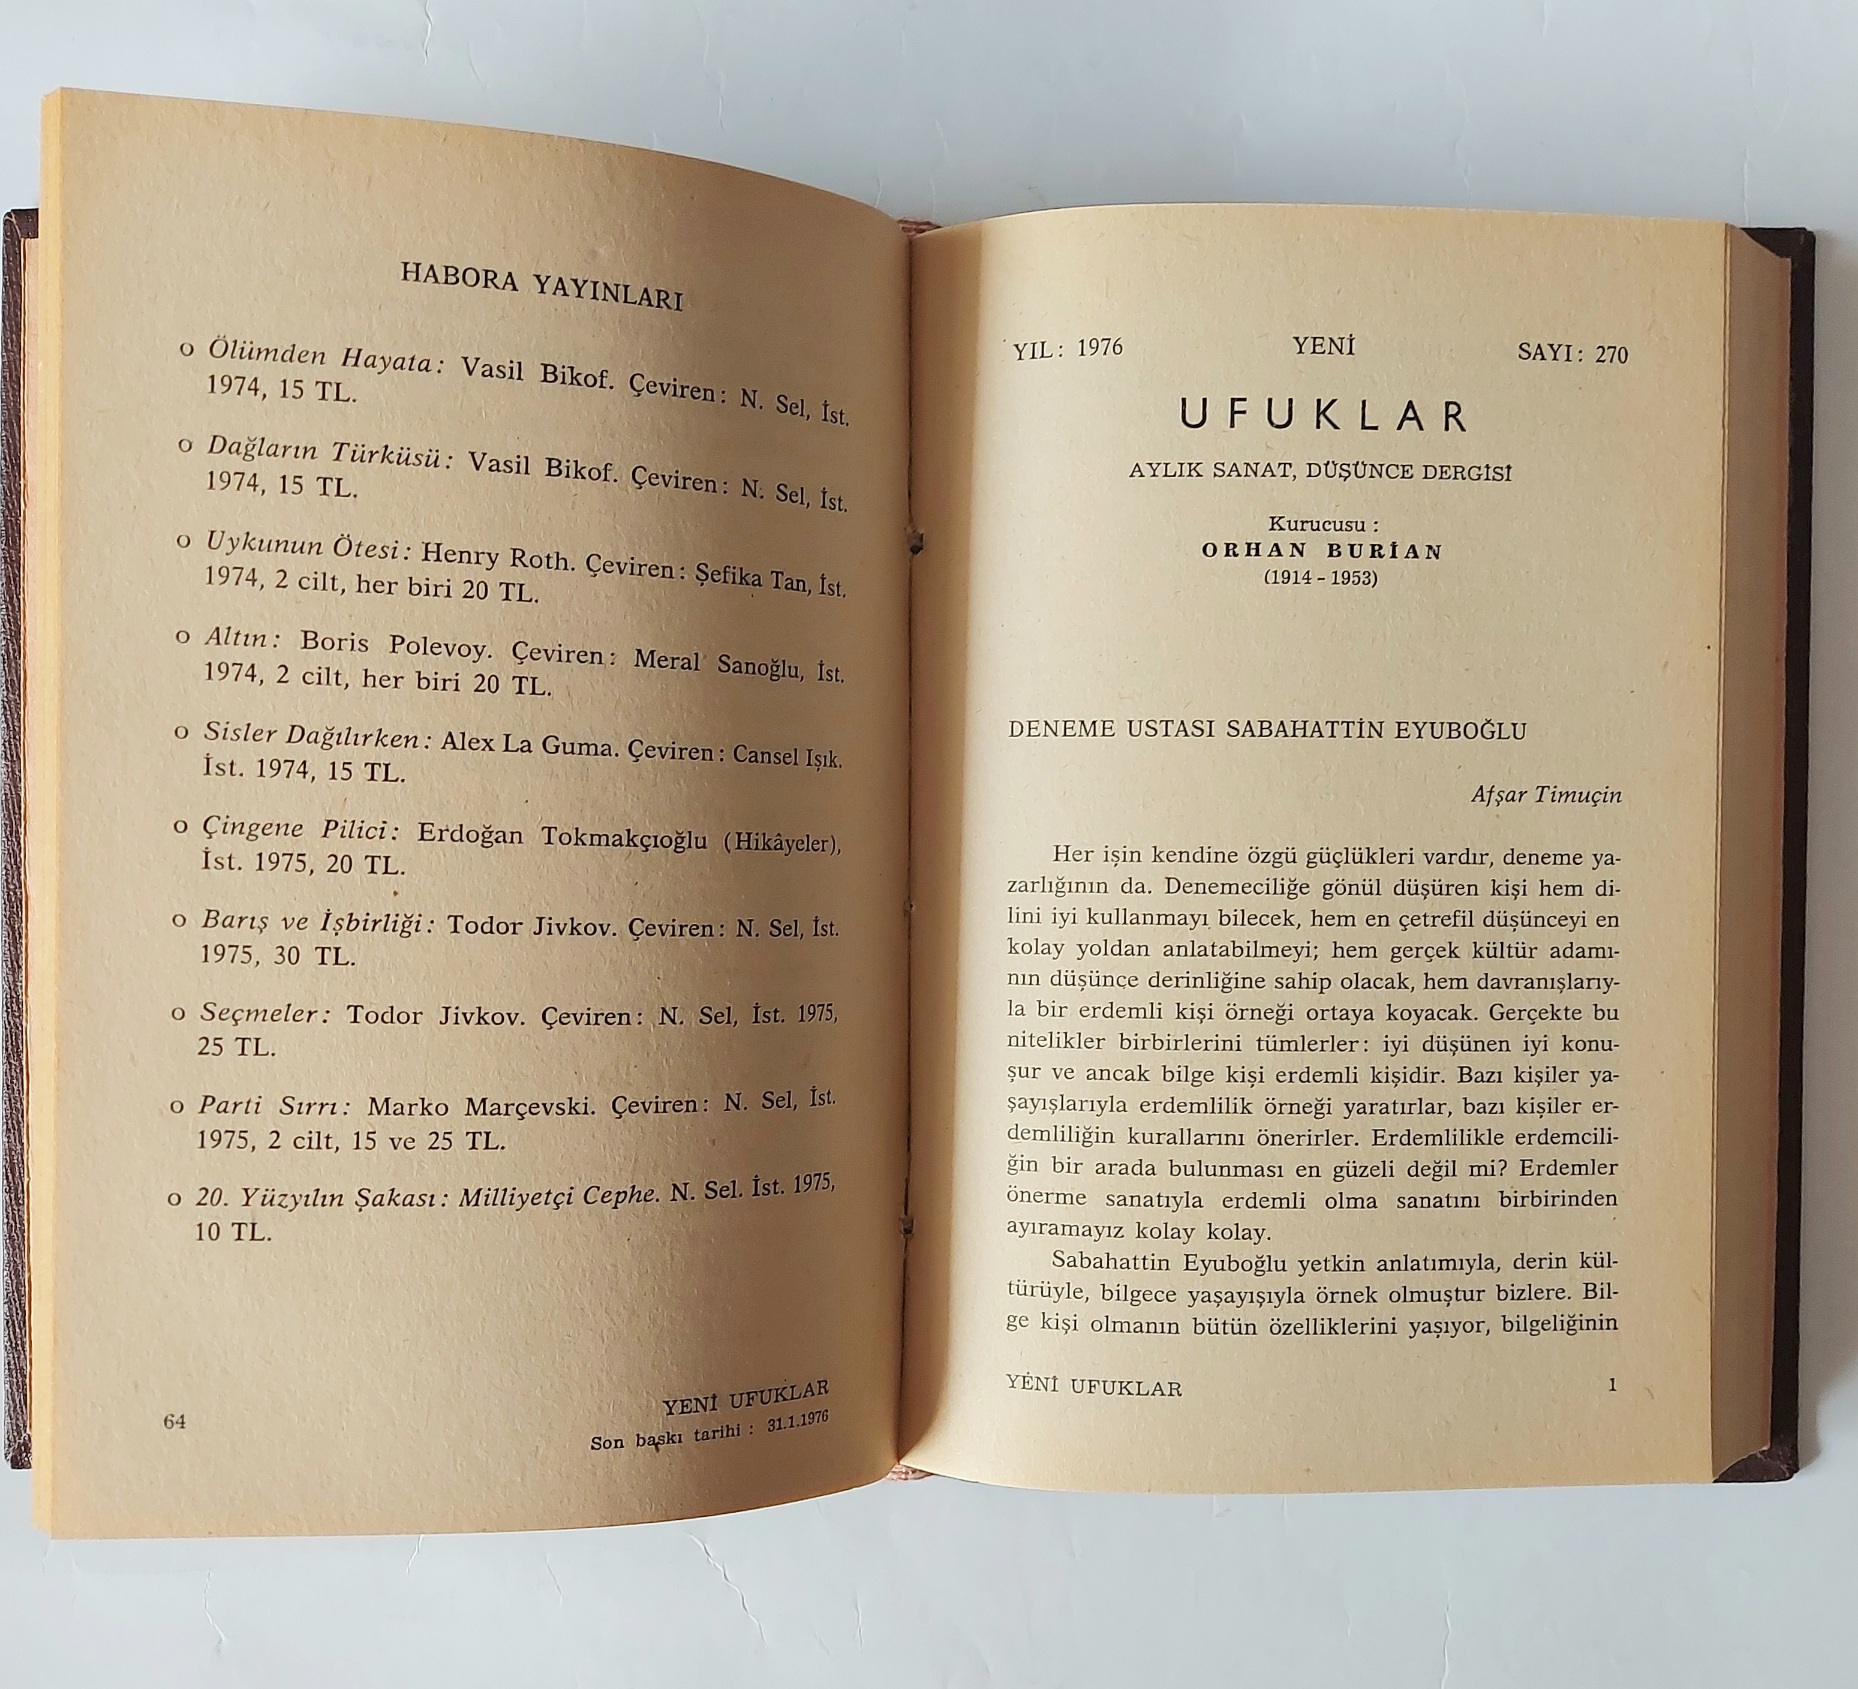 HABORA YAYINLARI
o Ölümden Hayata: Vasil Bikof. Çeviren: N. Sel, İst.
1974, 15 TL.
o Dağların Türküsü: Vasil Bikof. Çeviren: N. Sel, İst.
1974, 15 TL.
o Uykunun Ötesi: Henry Roth. Çeviren: Şefika Tan, İst.
1974, 2 cilt, her biri 20 TL.
o Altın: Boris Polevoy. Çeviren: Meral Sanoğlu, İst.
1974, 2 cilt, her biri 20 TL.
o Sisler Dağılırken: Alex La Guma. Çeviren: Cansel Işık.
İst. 1974, 15 TL.
o Çingene Pilici: Erdoğan Tokmakçıoğlu (Hikâyeler),
İst. 1975, 20 TL.
o Barış ve İşbirliği: Todor Jivkov. Çeviren: N. Sel, İst.
1975, 30 TL.
o Seçmeler: Todor Jivkov. Çeviren: N. Sel, İst. 1975,
25 TL.
o Parti Sırrı: Marko Marçevski. Çeviren: N. Sel, İst.
1975, 2 cilt, 15 ve 25 TL.
o 20. Yüzyılın Şakası: Milliyetçi Cephe. N. Sel. İst. 1975,
10 TL.
YENİ UFUKLAR
64 Son baskı tarihi : 31.1.1976
YIL: 1976 YENİ SAYI: 270
UFUKLAR
AYLIK SANAT, DÜŞÜNCE DERGİSİ
Kurucusu :
ORHAN BURİAN
(1914 - 1953)
DENEME USTASI SABAHATTİN EYUBOĞLU
Afşar Timuçin
Her işin kendine özgü güçlükleri vardır, deneme ya-
zarlığının da. Denemeciliğe gönül düşüren kişi hem di-
lini iyi kullanmayı bilecek, hem en çetrefil düşünceyi en
kolay yoldan anlatabilmeyi; hem gerçek kültür adamı-
nın düşünce derinliğine sahip olacak, hem davranışlarıy-
la bir erdemli kişi örneği ortaya koyacak. Gerçekte bu
nitelikler birbirlerini tümlerler: iyi düşünen iyi konu-
şur ve ancak bilge kişi erdemli kişidir. Bazı kişiler ya-
şayışlarıyla erdemlilik örneği yaratırlar, bazı kişiler er-
demliliğin kurallarını önerirler. Erdemlilikle erdemcili-
ğin bir arada bulunması en güzeli değil mi? Erdemler
önerme sanatıyla erdemli olma sanatını birbirinden
ayıramayız kolay kolay.
Sabahattin Eyuboğlu yetkin anlatımıyla, derin kül-
türüyle, bilgece yaşayışıyla örnek olmuştur bizlere. Bil-
ge kişi olmanın bütün özelliklerini yaşıyor, bilgeliğinin
YENİ UFUKLAR 1